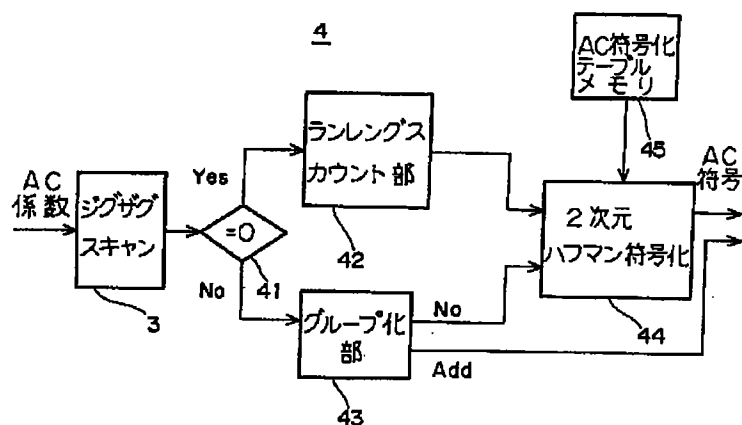 4
AC符号化
テーブル
メモリ
45
ランレングス
カウント部
42
Yes
AC
係数
ジグザグ
スキャン
3
=0
41
No
グループ化
部
43
No
Add
2次元
ハフマン符号化
44
AC
符号